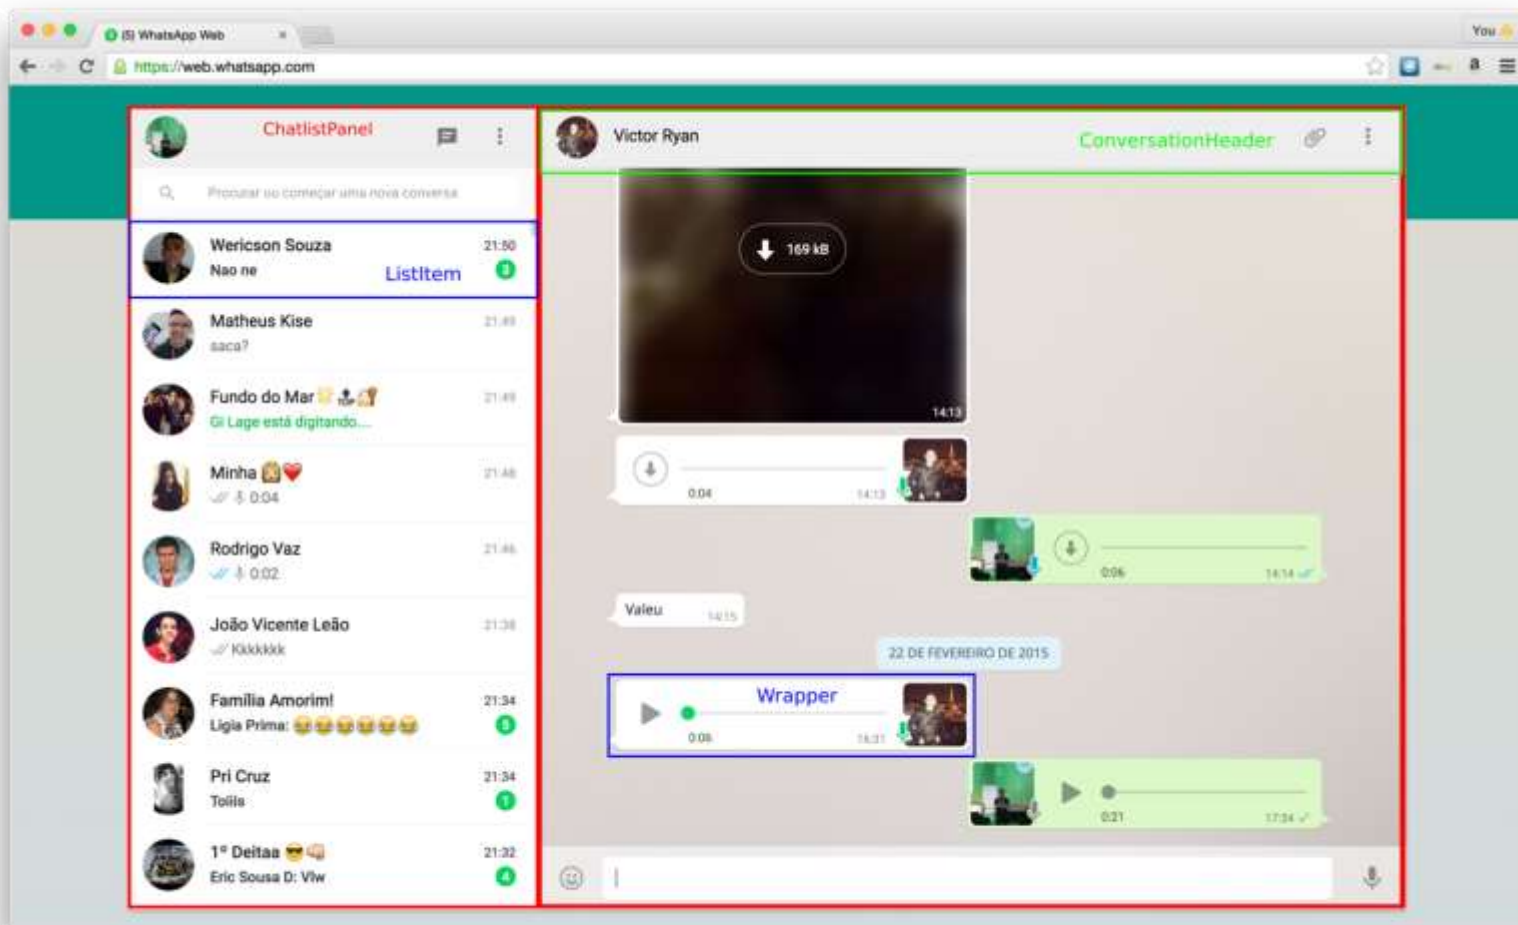 (5) WhatsApp Web
You
https://web.whatsapp.com
a
ChatlistPanel
Procurar ou começar uma nova conversa
Wericson Souza 21:50
Nao ne ListItem 3
Matheus Kise 21:49
saca?
Fundo do Mar 21:49
Gi Lage está digitando...
Minha 21:48
0:04
Rodrigo Vaz 21:46
0:02
João Vicente Leão 21:38
Kkkkkkk
Família Amorim! 21:34
Ligia Prima: 5
Pri Cruz 21:34
1
1º Deitaa 21:32
Eric Sousa D: Vlw 4
Victor Ryan ConversationHeader
169 kB
14:13
0:04 14:13
0:06 14:14
Valeu 14:15
22 DE FEVEREIRO DE 2015
Wrapper
0:21 17:34